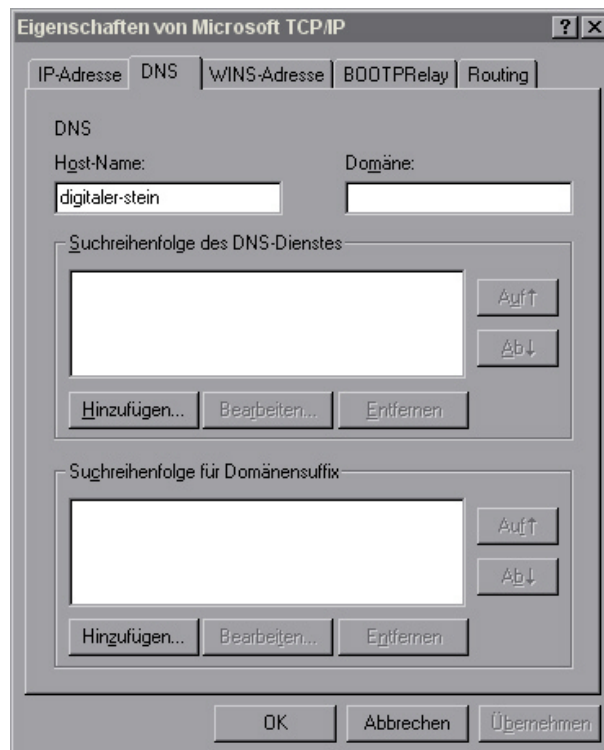 Eigenschaften von Microsoft TCP/IP
IP-Adresse DNS WINS-Adresse BOOTPRelay Routing
DNS
Host-Name: Domäne:
digitaler-stein
Suchreihenfolge des DNS-Dienstes
Auf↑
Ab↓
Hinzufügen... Bearbeiten... Entfernen
Suchreihenfolge für Domänensuffix
Auf↑
Ab↓
Hinzufügen... Bearbeiten... Entfernen
OK Abbrechen Übernehmen